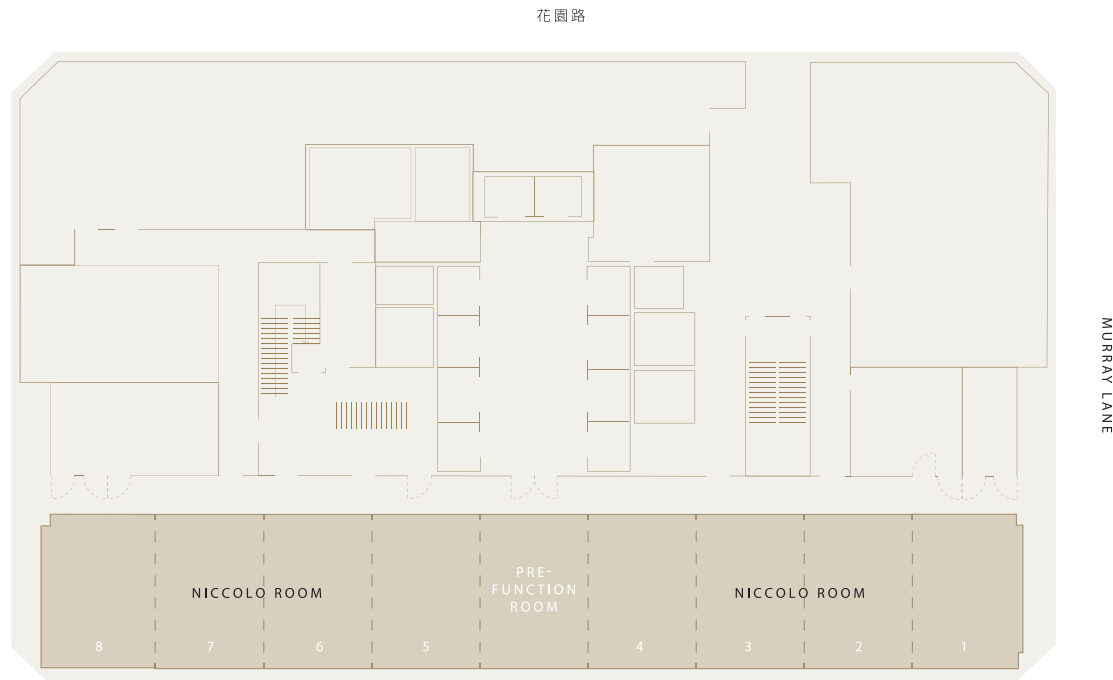 花園路
MURRAY LANE
NICCOLO ROOM
PRE-
FUNCTION
ROOM
NICCOLO ROOM
8 7 6 5 4 3 2 1